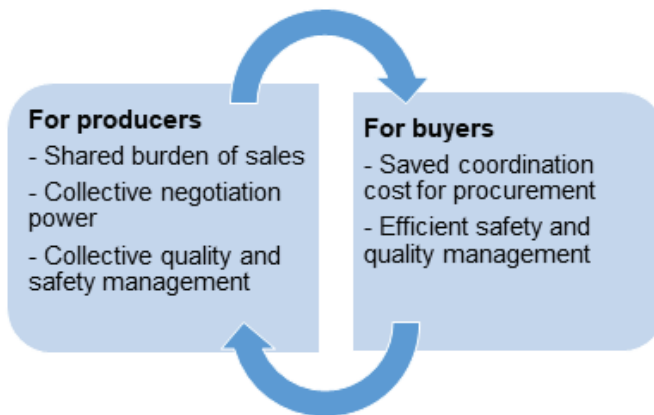 For producers
- Shared burden of sales
- Collective negotiation
power
- Collective quality and
safety management
For buyers
- Saved coordination
cost for procurement
- Efficient safety and
quality management